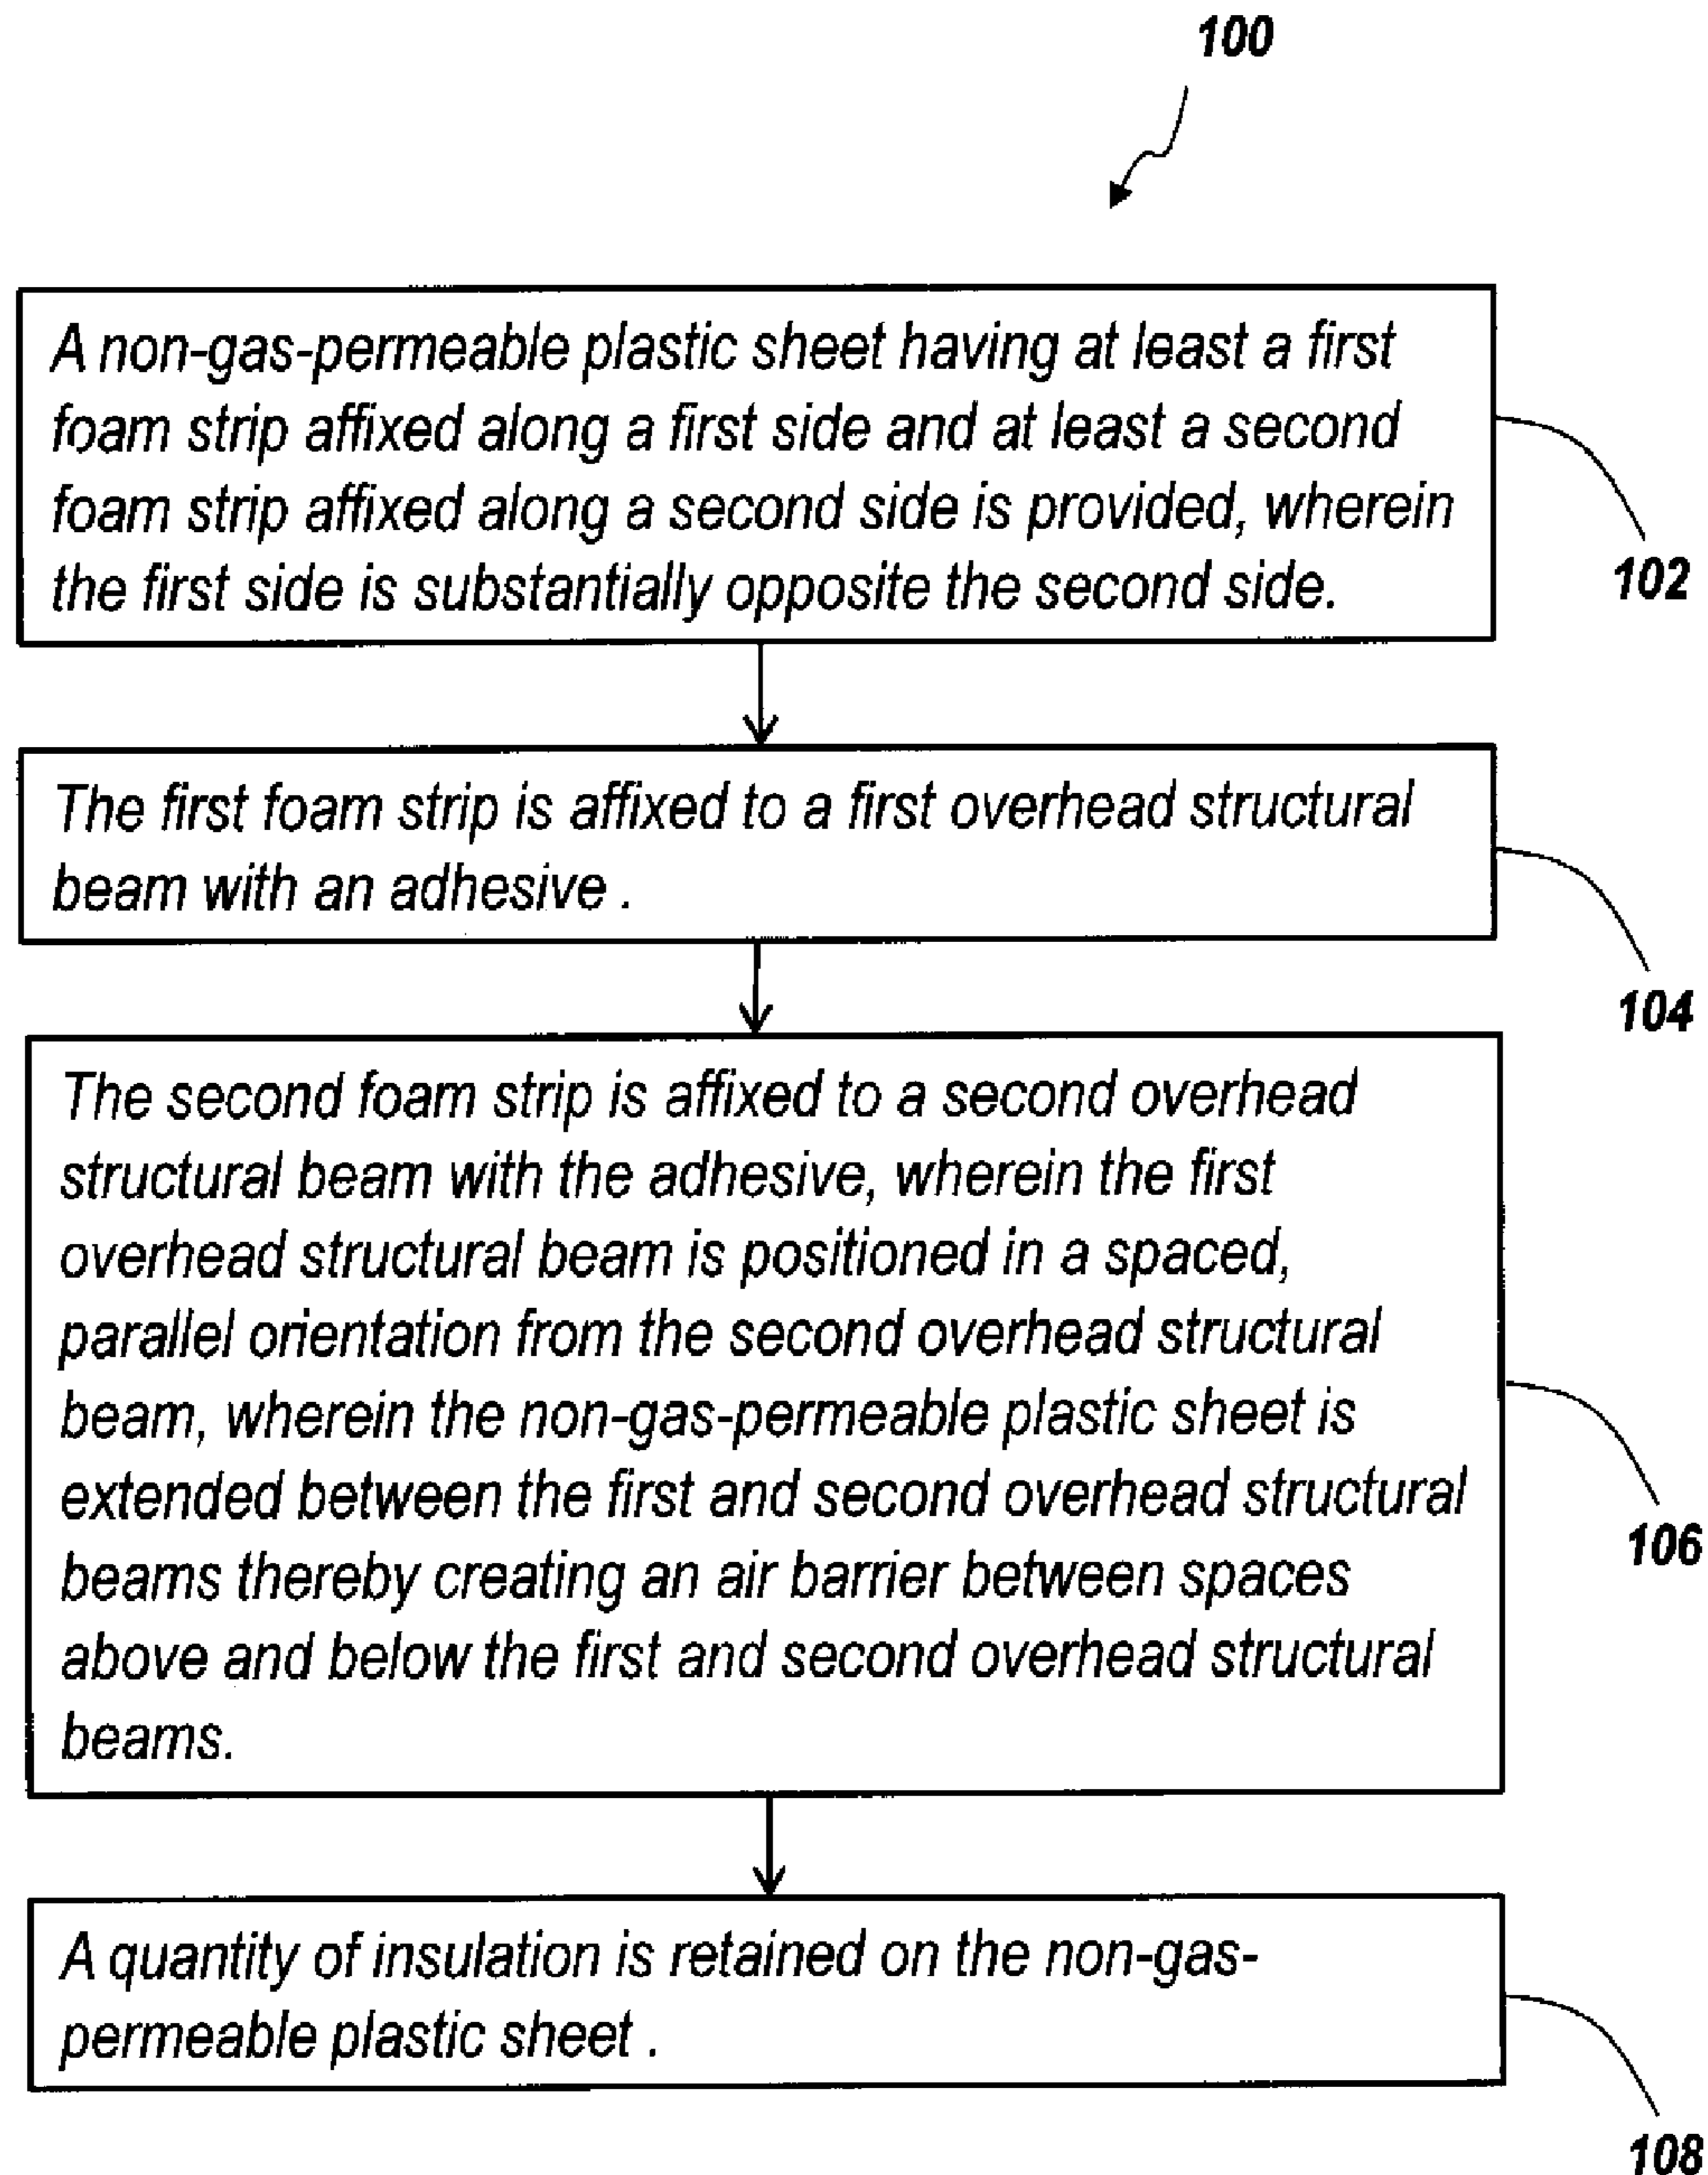 100
A non-gas-permeable plastic sheet having at least a first
foam strip affixed along a first side and at least a second
foam strip affixed along a second side is provided, wherein
the first side is substantially opposite the second side.
102
The first foam strip is affixed to a first overhead structural
beam with an adhesive .
104
The second foam strip is affixed to a second overhead
structural beam with the adhesive, wherein the first
overhead structural beam is positioned in a spaced,
parallel orientation from the second overhead structural
beam, wherein the non-gas-permeable plastic sheet is
extended between the first and second overhead structural
beams thereby creating an air barrier between spaces
above and below the first and second overhead structural
beams.
106
A quantity of insulation is retained on the non-gas-
permeable plastic sheet .
108